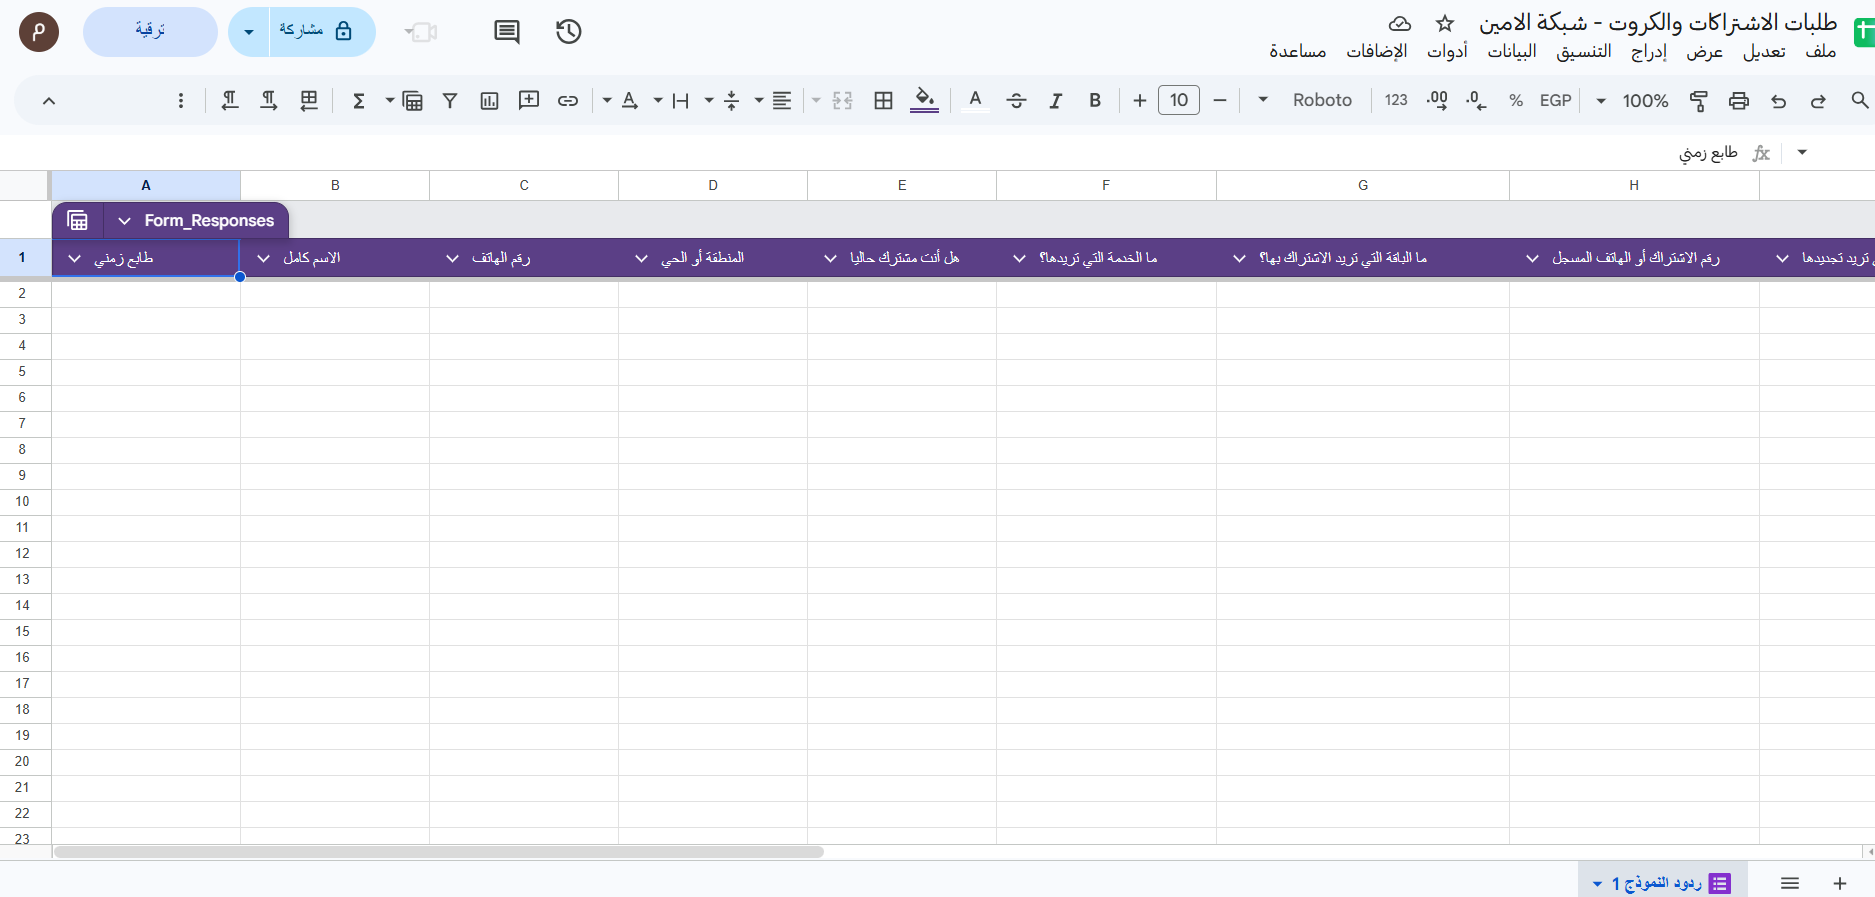 طلبات الاشتراكات والكروت - شبكة الامين
ملف تعديل عرض إدراج التنسيق البيانات أدوات الإضافات مساعدة
مشاركة
ترقية
م
100% EGP % .0 .00 123 Roboto 10 B I A A Σ
طابع زمني fx
A B C D E F G H
Form_Responses
1 طابع زمني الاسم كامل رقم الهاتف المنطقة أو الحي هل أنت مشترك حاليا ما الخدمة التي تريدها؟ ما الباقة التي تريد الاشتراك بها؟ رقم الاشتراك أو الهاتف المسجل تريد تجديدها
2
3
4
5
6
7
8
9
10
11
12
13
14
15
16
17
18
19
20
21
22
23
ردود النموذج 1